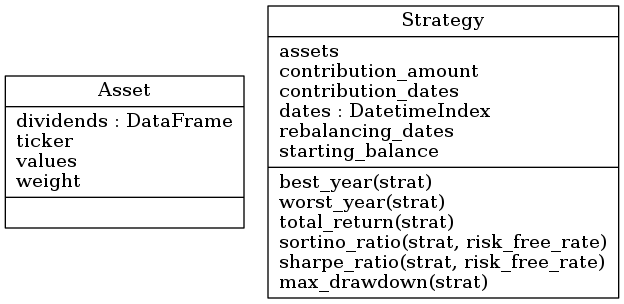 Asset
dividends : DataFrame
ticker
values
weight
Strategy
assets
contribution_amount
contribution_dates
dates : DatetimeIndex
rebalancing_dates
starting_balance
best_year(strat)
worst_year(strat)
total_return(strat)
sortino_ratio(strat, risk_free_rate)
sharpe_ratio(strat, risk_free_rate)
max_drawdown(strat)